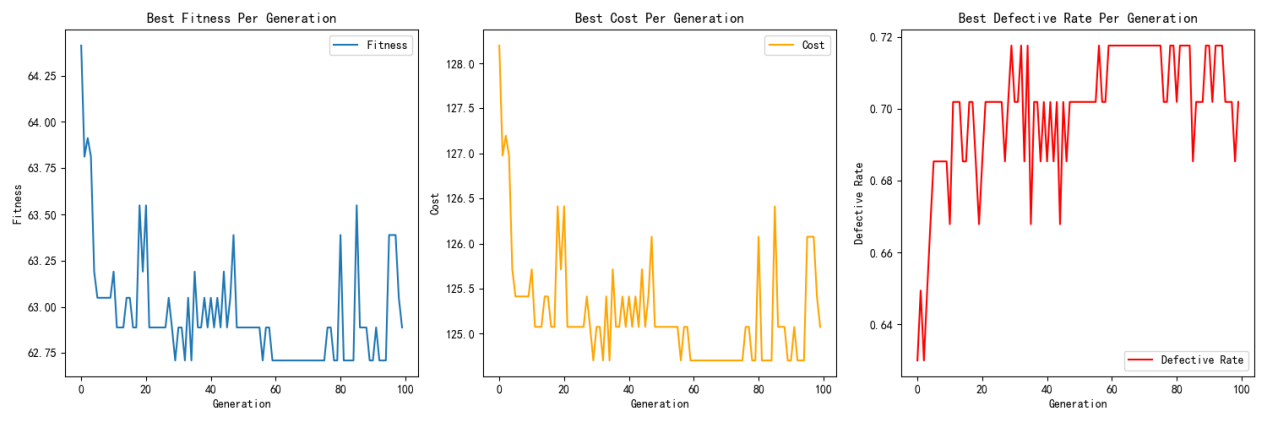 Best Fitness Per Generation
Fitness
64.25
64.00
63.75
63.50
63.25
63.00
62.75
Fitness
0 20 40 60 80 100
Generation
Best Cost Per Generation
Cost
128.0
127.5
127.0
126.5
126.0
125.5
125.0
Cost
0 20 40 60 80 100
Generation
Best Defective Rate Per Generation
0.72
0.70
0.68
0.66
0.64
Defective Rate
Defective Rate
0 20 40 60 80 100
Generation